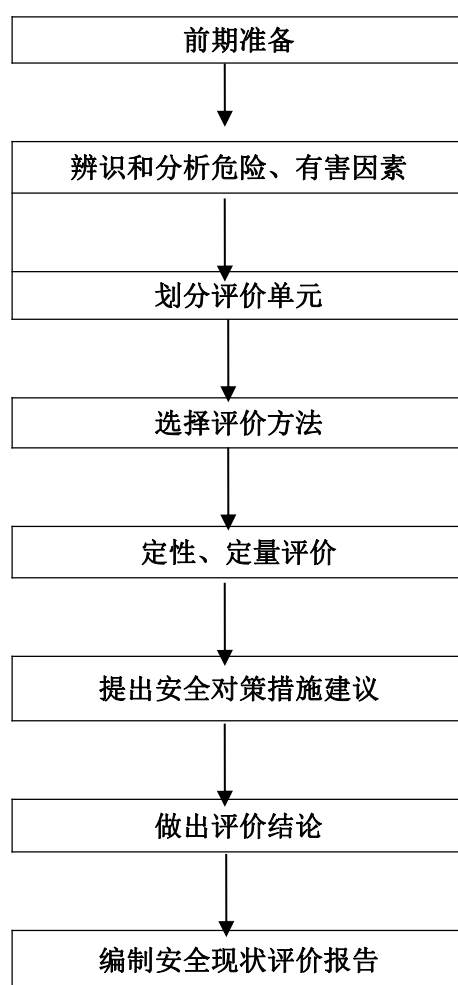 前期准备
辨识和分析危险、有害因素
划分评价单元
选择评价方法
定性、定量评价
提出安全对策措施建议
做出评价结论
编制安全现状评价报告